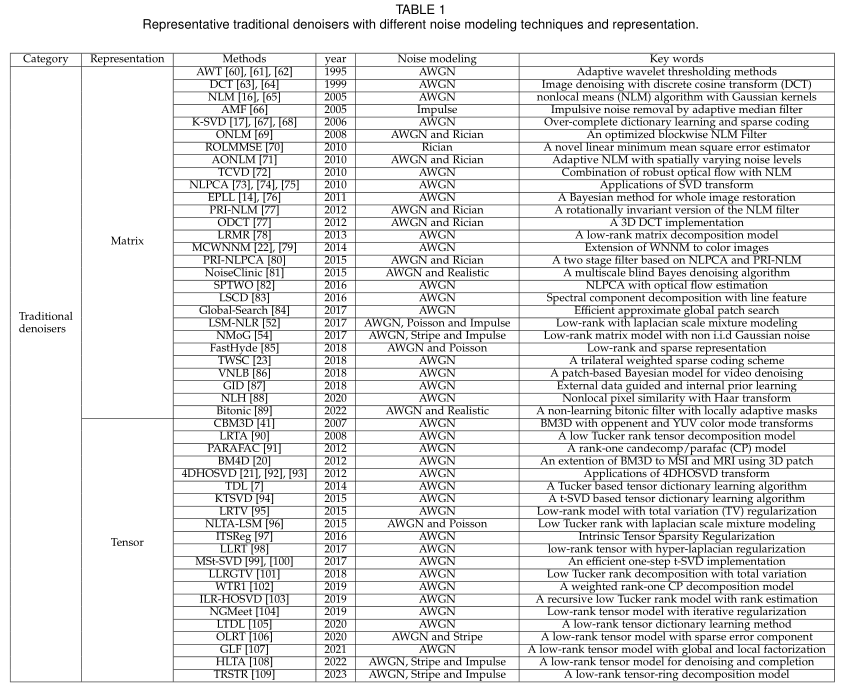 TABLE 1
Representative traditional denoisers with different noise modeling techniques and representation.
Category Representation Methods year Noise modeling Key words
AWT [60], [61], [62] 1995 AWGN Adaptive wavelet thresholding methods
DCT [63], [64] 1999 AWGN Image denoising with discrete cosine transform (DCT)
NLM [16], [65] 2005 AWGN nonlocal means (NLM) algorithm with Gaussian kernels
AMF [66] 2005 Impulse Impulsive noise removal by adaptive median filter
K-SVD [17], [67], [68] 2006 AWGN Over-complete dictionary learning and sparse coding
ONLM [69] 2008 AWGN and Rician An optimized blockwise NLM Filter
ROLMMSE [70] 2010 Rician A novel linear minimum mean square error estimator
AONLM [71] 2010 AWGN and Rician Adaptive NLM with spatially varying noise levels
TCVD [72] 2010 AWGN Combination of robust optical flow with NLM
NLPCA [73], [74], [75] 2010 AWGN Applications of SVD transform
EPLL [14], [76] 2011 AWGN A Bayesian method for whole image restoration
PRI-NLM [77] 2012 AWGN and Rician A rotationally invariant version of the NLM filter
ODCT [77] 2012 AWGN and Rician A 3D DCT implementation
LRMR [78] 2013 AWGN A low-rank matrix decomposition model
Matrix
MCWNNM [22], [79] 2014 AWGN Extension of WNNM to color images
PRI-NLPCA [80] 2015 AWGN and Rician A two stage filter based on NLPCA and PRI-NLM
NoiseClinic [81] 2015 AWGN and Realistic A multiscale blind Bayes denoising algorithm
SPTWO [82] 2016 AWGN NLPCA with optical flow estimation
LSCD [83] 2016 AWGN Spectral component decomposition with line feature
Global-Search [84] 2017 AWGN Efficient approximate global patch search
Traditional
denoisers
LSM-NLR [52] 2017 AWGN, Poisson and Impulse Low-rank with laplacian scale mixture modeling
NMoG [54] 2017 AWGN, Stripe and Impulse Low-rank matrix model with non i.i.d Gaussian noise
FastHyde [85] 2018 AWGN and Poisson Low-rank and sparse representation
TWSC [23] 2018 AWGN A trilateral weighted sparse coding scheme
VNLB [86] 2018 AWGN A patch-based Bayesian model for video denoising
GID [87] 2018 AWGN External data guided and internal prior learning
NLH [88] 2020 AWGN Nonlocal pixel similarity with Haar transform
Bitonic [89] 2022 AWGN and Realistic A non-learning bitonic filter with locally adaptive masks
CBM3D [41] 2007 AWGN BM3D with oppenent and YUV color mode transforms
LRTA [90] 2008 AWGN A low Tucker rank tensor decomposition model
PARAFAC [91] 2012 AWGN A rank-one candecomp/parafac (CP) model
BM4D [20] 2012 AWGN An extention of BM3D to MSI and MRI using 3D patch
4DHOSVD [21], [92], [93] 2012 AWGN Applications of 4DHOSVD transform
TDL [7] 2014 AWGN A Tucker based tensor dictionary learning algorithm
KTSVD [94] 2015 AWGN A t-SVD based tensor dictionary learning algorithm
LRTV [95] 2015 AWGN Low-rank model with total variation (TV) regularization
NLTA-LSM [96] 2015 AWGN and Poisson Low Tucker rank with laplacian scale mixture modeling
ITSReg [97] 2016 AWGN Intrinsic Tensor Sparsity Regularization
Tensor
LLRT [98] 2017 AWGN low-rank tensor with hyper-laplacian regularization
MSt-SVD [99], [100] 2017 AWGN An efficient one-step t-SVD implementation
LLRGTV [101] 2018 AWGN Low Tucker rank decomposition with total variation
WTR1 [102] 2019 AWGN A weighted rank-one CP decomposition model
ILR-HOSVD [103] 2019 AWGN A recursive low Tucker rank model with rank estimation
NGMeet [104] 2019 AWGN Low-rank tensor model with iterative regularization
LTDL [105] 2020 AWGN A low-rank tensor dictionary learning method
OLRT [106] 2020 AWGN and Stripe A low-rank tensor model with sparse error component
GLF [107] 2021 AWGN A low-rank tensor model with global and local factorization
HLTA [108] 2022 AWGN, Stripe and Impulse A low-rank tensor model for denoising and completion
TRSTR [109] 2023 AWGN, Stripe and Impulse A low-rank tensor-ring decomposition model